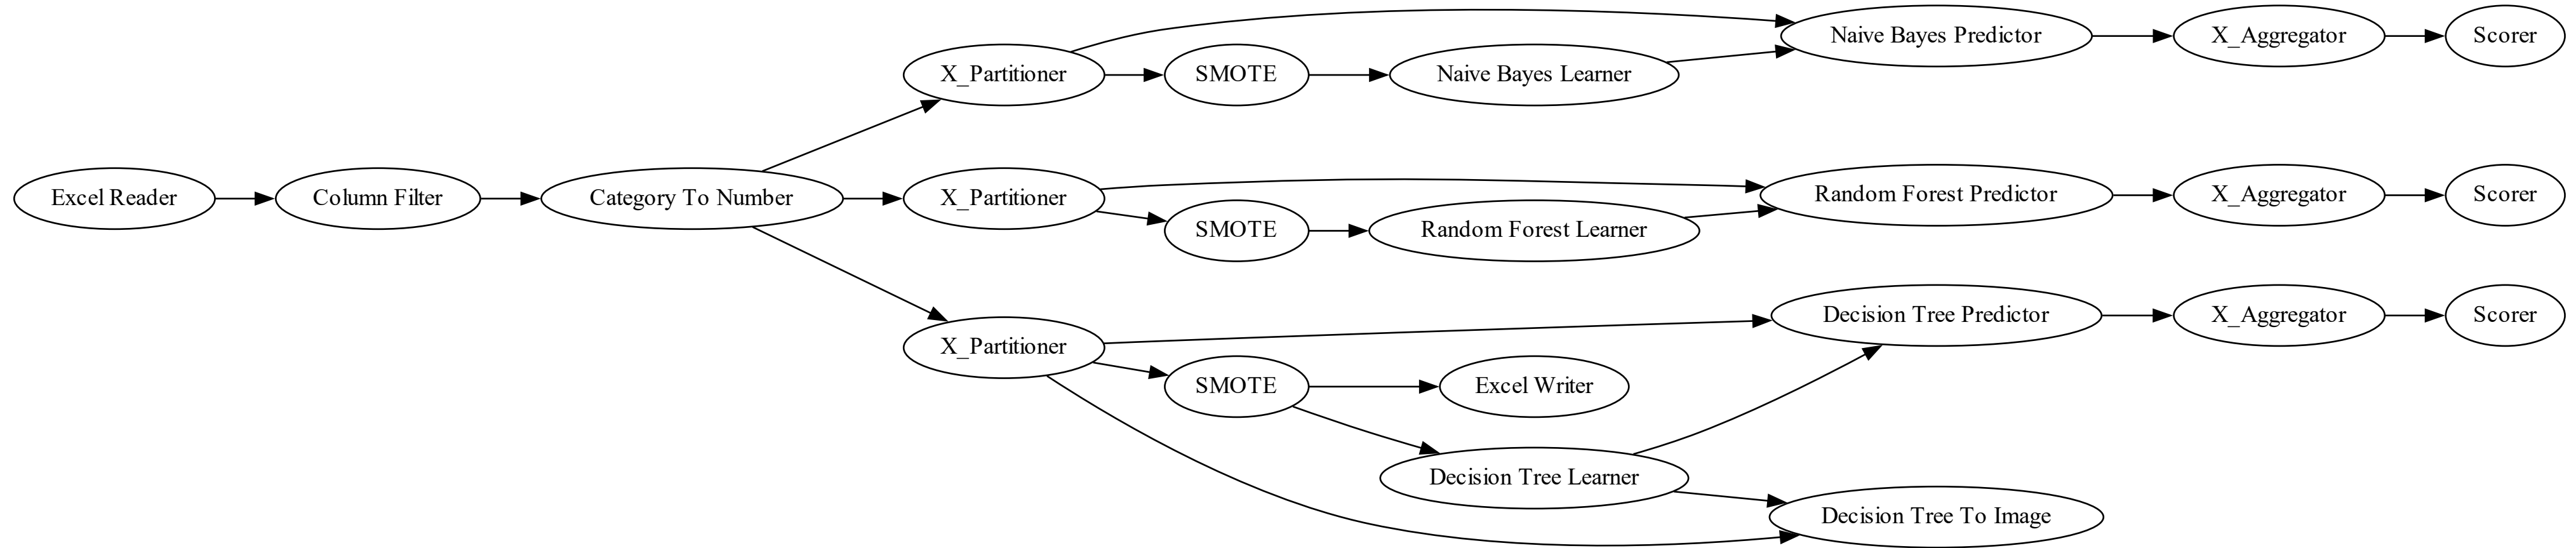 Excel Reader
Column Filter
Category To Number
X_Partitioner
SMOTE
Naive Bayes Learner
Naive Bayes Predictor
X_Aggregator
Scorer
X_Partitioner
SMOTE
Random Forest Learner
Random Forest Predictor
X_Aggregator
Scorer
X_Partitioner
SMOTE
Excel Writer
Decision Tree Learner
Decision Tree Predictor
X_Aggregator
Scorer
Decision Tree To Image